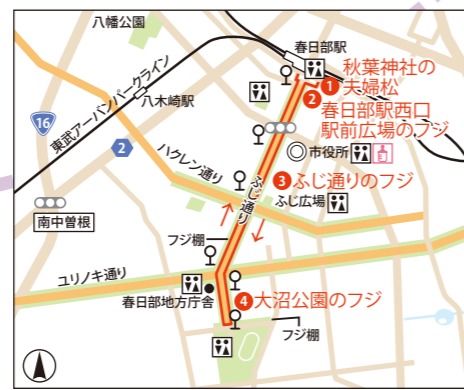 八幡公園
春日部駅
東武アーバンパークライン
八木崎駅
16
2
1 秋葉神社の
夫婦松
2 春日部駅西口
駅前広場のフジ
市役所
ハクレン通り
3 ふじ通りのフジ
ふじ広場
ふじ通り
南中曽根
フジ棚
ユリノキ通り
春日部地方庁舎
4 大沼公園のフジ
フジ棚